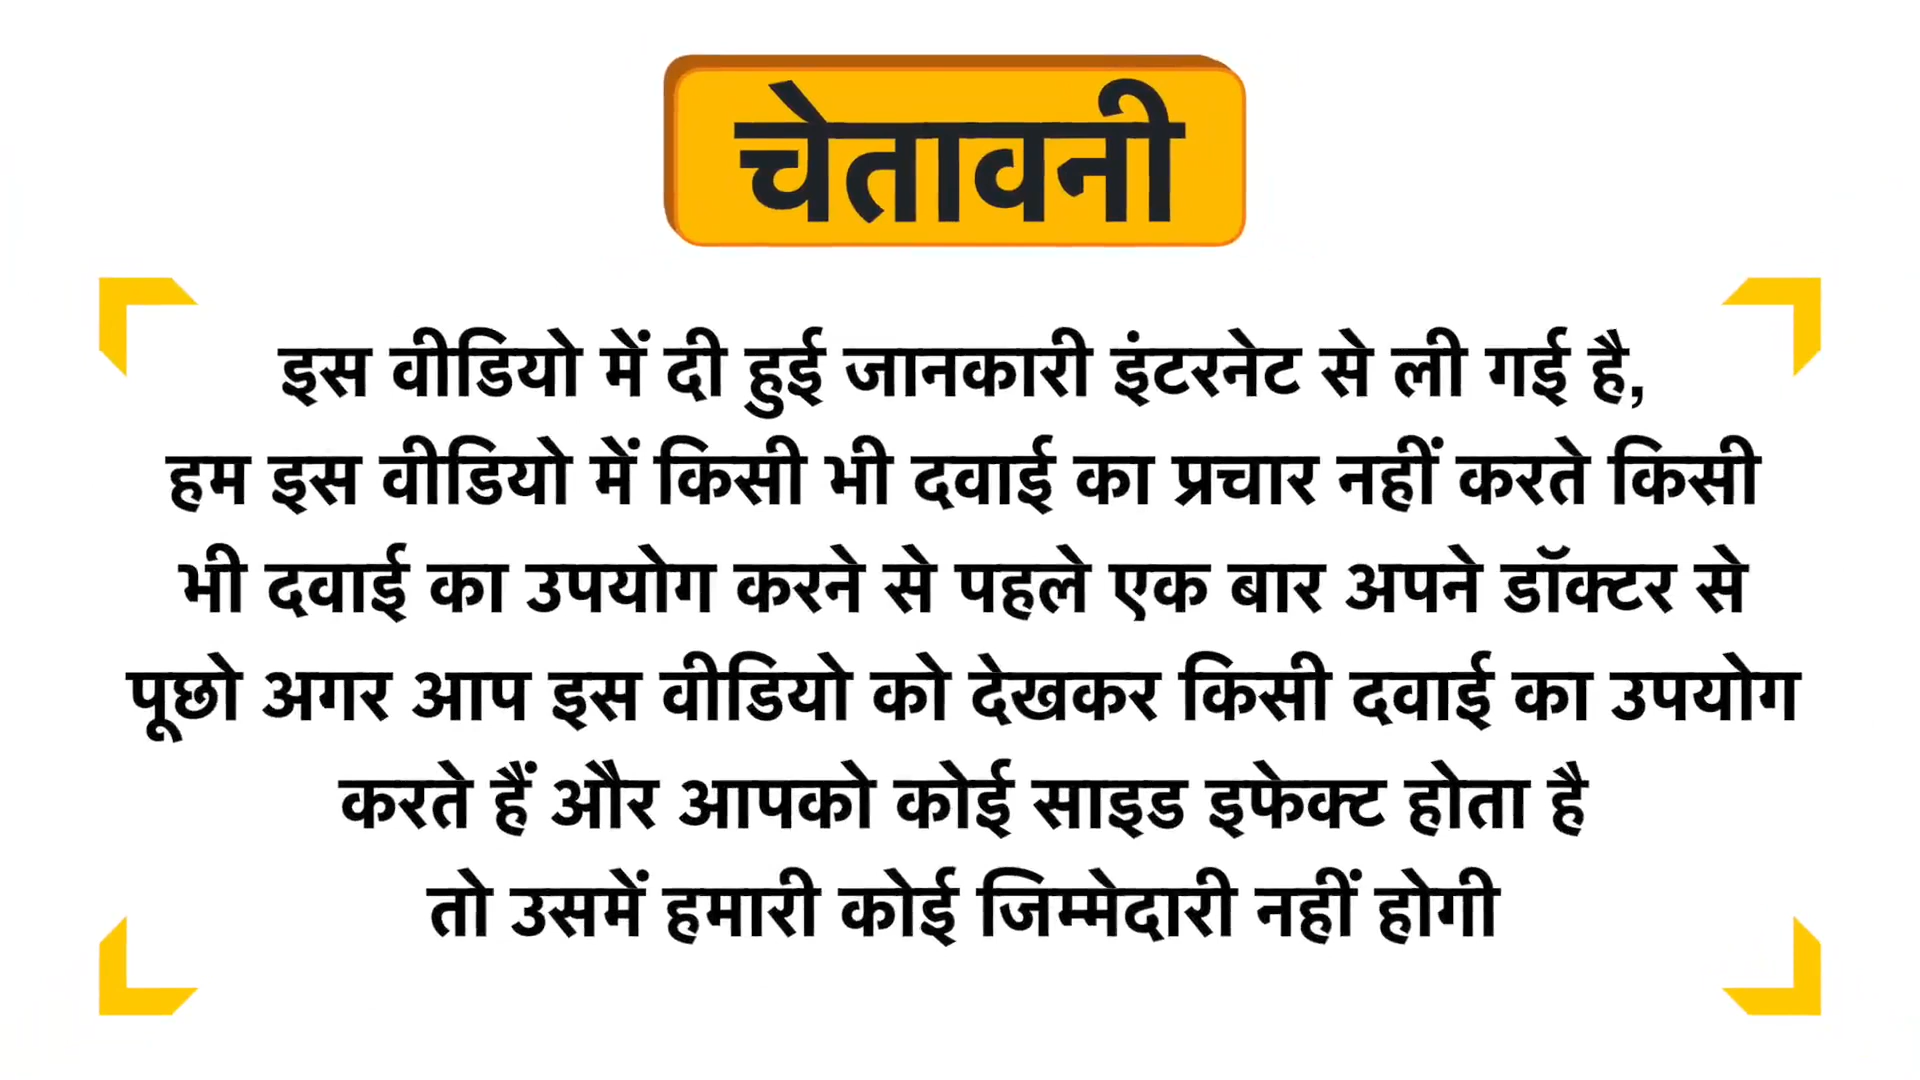 चेतावनी
इस वीडियो में दी हुई जानकारी इंटरनेट से ली गई है,
हम इस वीडियो में किसी भी दवाई का प्रचार नहीं करते किसी
भी दवाई का उपयोग करने से पहले एक बार अपने डॉक्टर से
पूछो अगर आप इस वीडियो को देखकर किसी दवाई का उपयोग
करते हैं और आपको कोई साइड इफेक्ट होता है
तो उसमें हमारी कोई जिम्मेदारी नहीं होगी